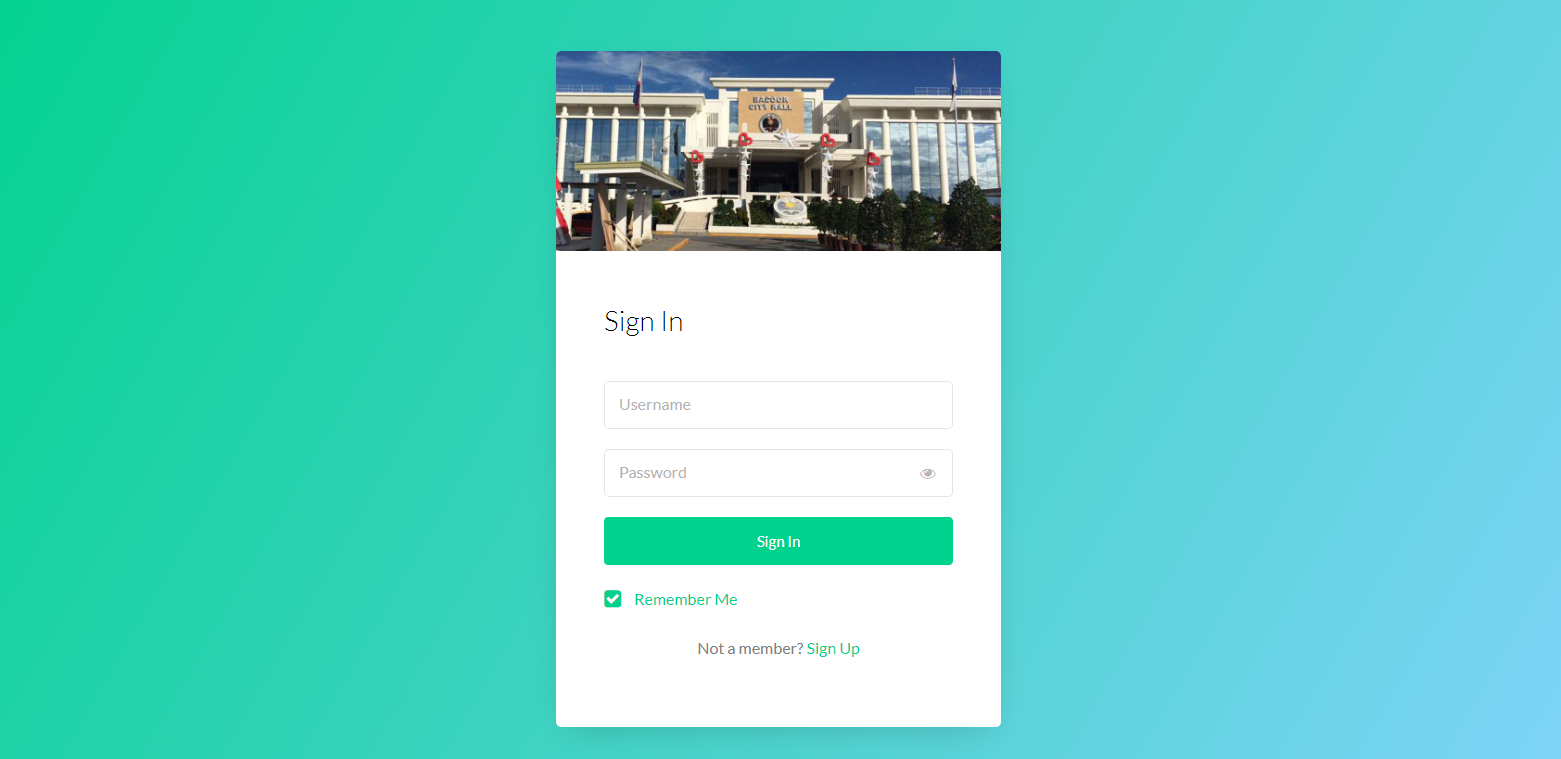 BACOOR
CITY HALL
Sign In
Username
Password
Sign In
Remember Me
Not a member? Sign Up